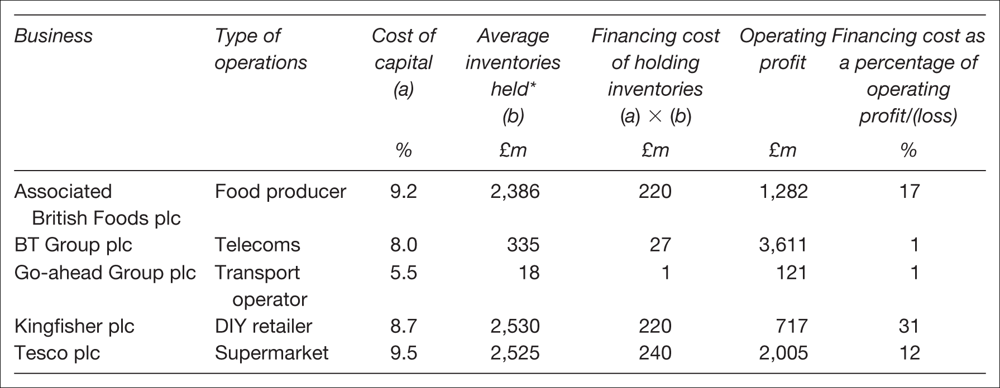 Business Type of Cost of Average Financing cost Operating Financing cost as
operations capital inventories of holding profit a percentage of
(a) held* inventories operating
(b) (a) × (b) profit/(loss)
% £m £m £m %
Associated Food producer 9.2 2,386 220 1,282 17
British Foods plc
BT Group plc Telecoms 8.0 335 27 3,611 1
Go-ahead Group plc Transport 5.5 18 1 121 1
operator
Kingfisher plc DIY retailer 8.7 2,530 220 717 31
Tesco plc Supermarket 9.5 2,525 240 2,005 12